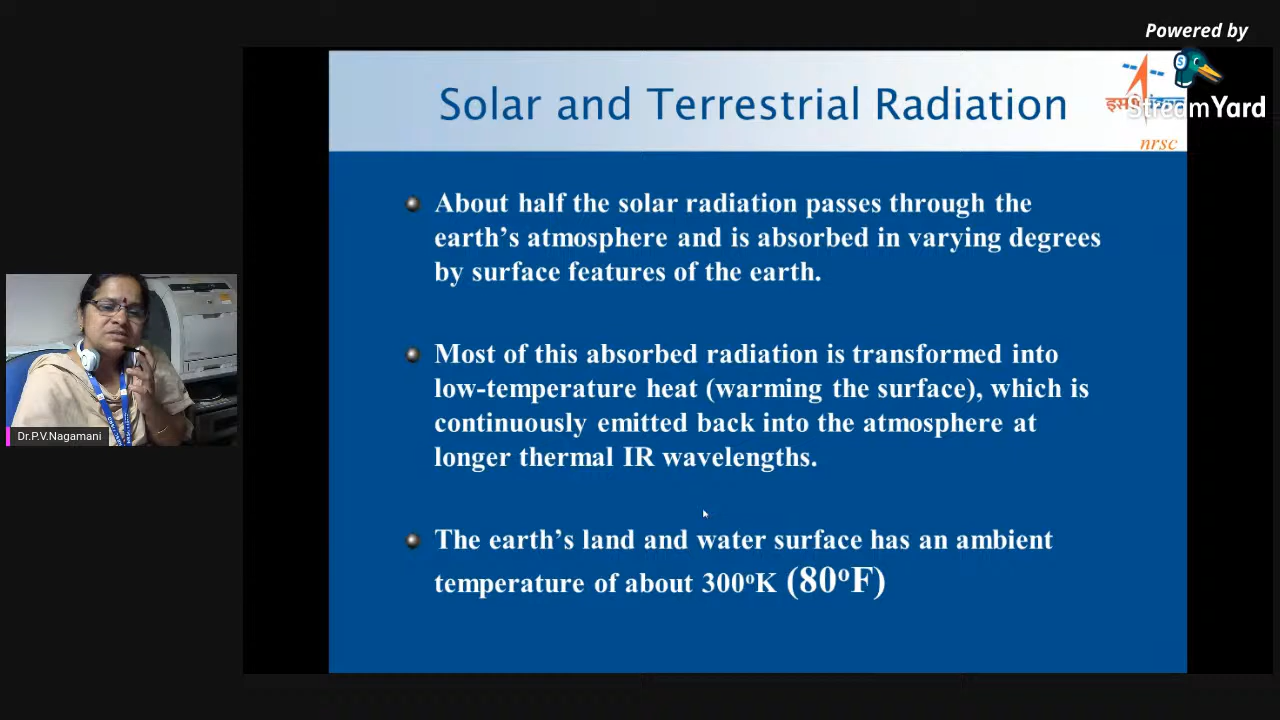 Powered by
StreamYard
Solar and Terrestrial Radiation
nrsc
About half the solar radiation passes through the
earth's atmosphere and is absorbed in varying degrees
by surface features of the earth.
Most of this absorbed radiation is transformed into
low-temperature heat (warming the surface), which is
continuously emitted back into the atmosphere at
longer thermal IR wavelengths.
The earth's land and water surface has an ambient
temperature of about 300°K (80°F)
Dr.P.V.Nagamani